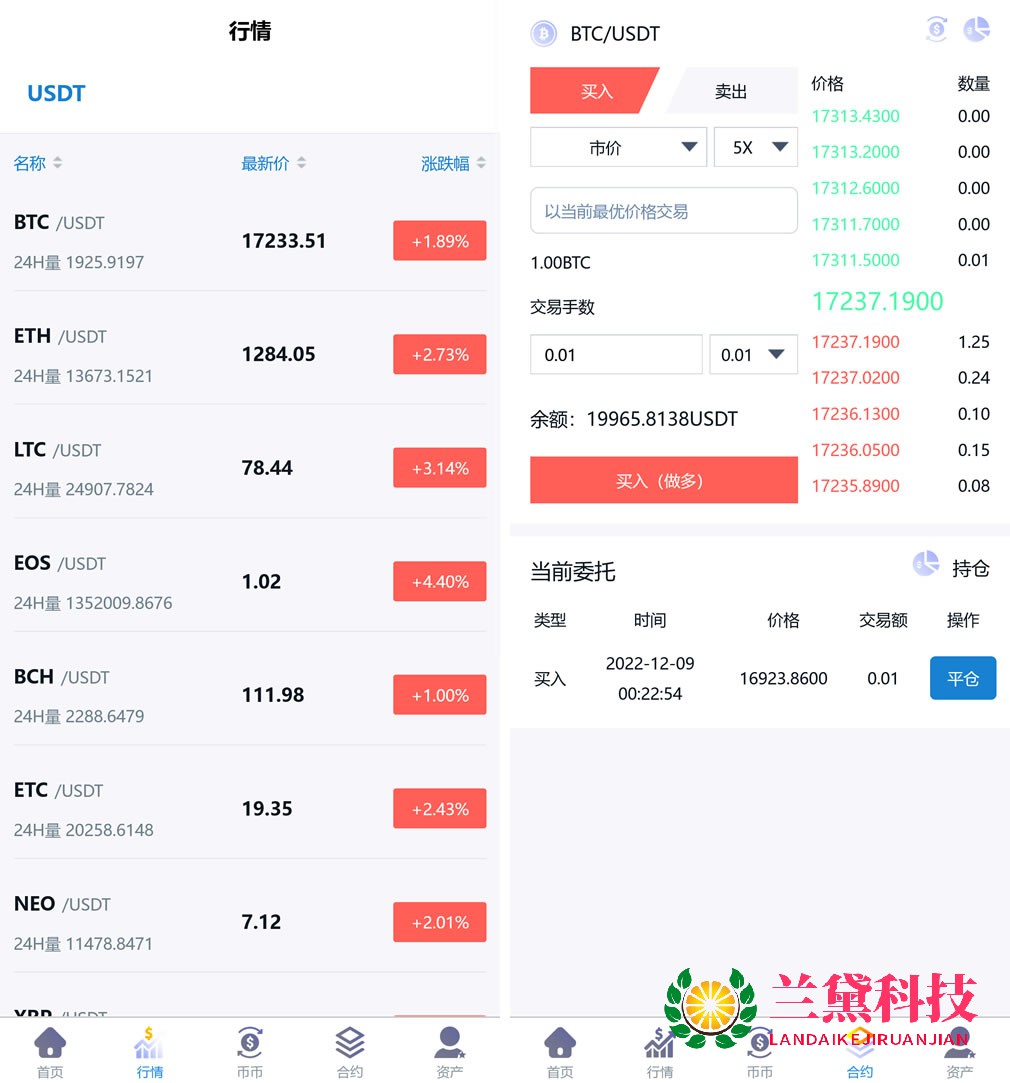 行情
USDT
名称 最新价 涨跌幅
BTC /USDT
24H量 1925.9197
17233.51
+1.89%
ETH /USDT
24H量 13673.1521
1284.05
+2.73%
LTC /USDT
24H量 24907.7824
78.44
+3.14%
EOS /USDT
24H量 1352009.8676
1.02
+4.40%
BCH /USDT
24H量 2288.6479
111.98
+1.00%
ETC /USDT
24H量 20258.6148
19.35
+2.43%
NEO /USDT
24H量 11478.8471
7.12
+2.01%
XRP /USDT
首页 行情 币币 合约 资产
BTC/USDT
买入 卖出
市价 5X
以当前最优价格交易
1.00BTC
交易手数
0.01 0.01
余额：19965.8138USDT
买入（做多）
价格 数量
17313.4300 0.00
17313.2000 0.00
17312.6000 0.00
17311.7000 0.00
17311.5000 0.01
17237.1900
17237.1900 1.25
17237.0200 0.24
17236.1300 0.10
17236.0500 0.15
17235.8900 0.08
当前委托 持仓
类型 时间 价格 交易额 操作
买入 2022-12-09 00:22:54 16923.8600 0.01 平仓
兰黛科技
LANDAIKEJIRUANJIAN
首页 行情 币币 合约 资产